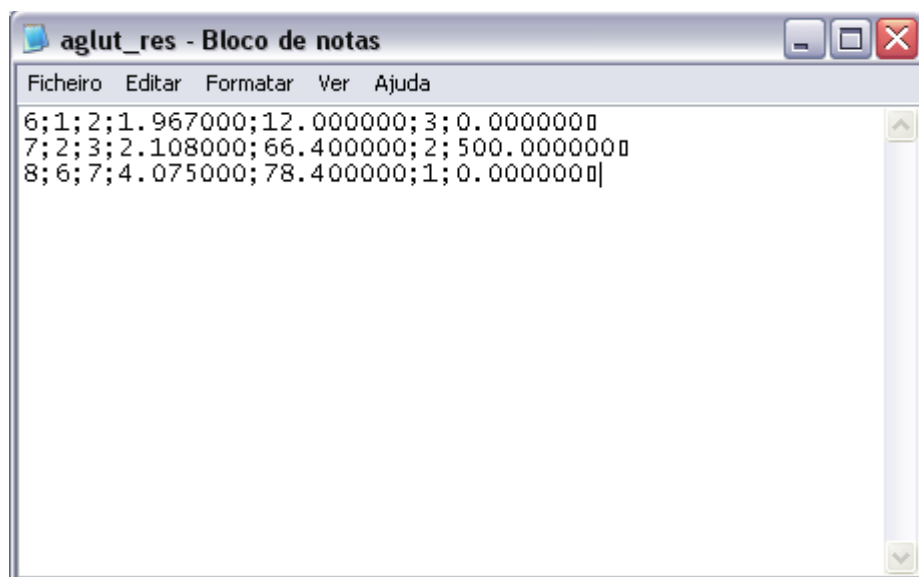 aglut_res - Bloco de notas
Ficheiro Editar Formatar Ver Ajuda
6;1;2;1.967000;12.000000;3;0.000000▯
7;2;3;2.108000;66.400000;2;500.000000▯
8;6;7;4.075000;78.400000;1;0.000000▯